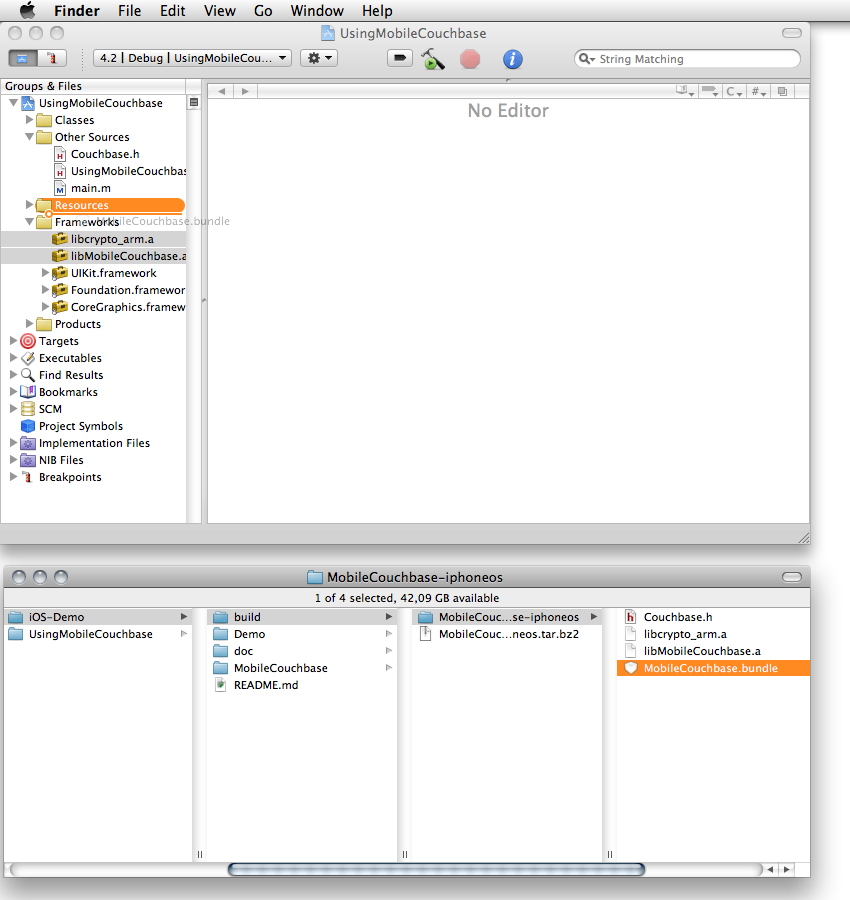 Finder File Edit View Go Window Help
UsingMobileCouchbase
4.2 | Debug | UsingMobileCou...
String Matching
Groups & Files
UsingMobileCouchbase
Classes
Other Sources
Couchbase.h
UsingMobileCouchbas
main.m
Resources
MobileCouchbase.bundle
Frameworks
libcrypto_arm.a
libMobileCouchbase.a
UIKit.framework
Foundation.framewor
CoreGraphics.framew
Products
Targets
Executables
Find Results
Bookmarks
SCM
Project Symbols
Implementation Files
NIB Files
Breakpoints
C #
No Editor
MobileCouchbase-iphoneos
1 of 4 selected, 42,09 GB available
iOS-Demo
UsingMobileCouchbase
build
Demo
doc
MobileCouchbase
README.md
MobileCouc...se-iphoneos
MobileCouc...neos.tar.bz2
Couchbase.h
libcrypto_arm.a
libMobileCouchbase.a
MobileCouchbase.bundle